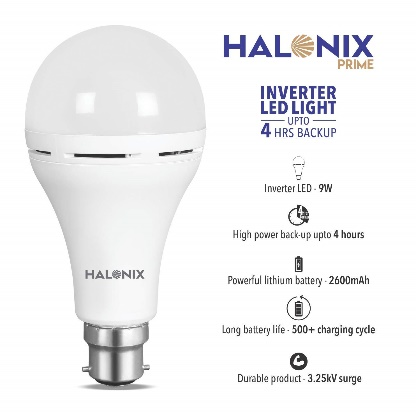 HALONIX
PRIME
INVERTER
LED LIGHT
UPTO
4 HRS BACKUP
Inverter LED - 9W
High power back-up upto 4 hours
HALONIX
Powerful lithium battery - 2600mAh
Long battery life - 500+ charging cycle
Durable product - 3.25kV surge